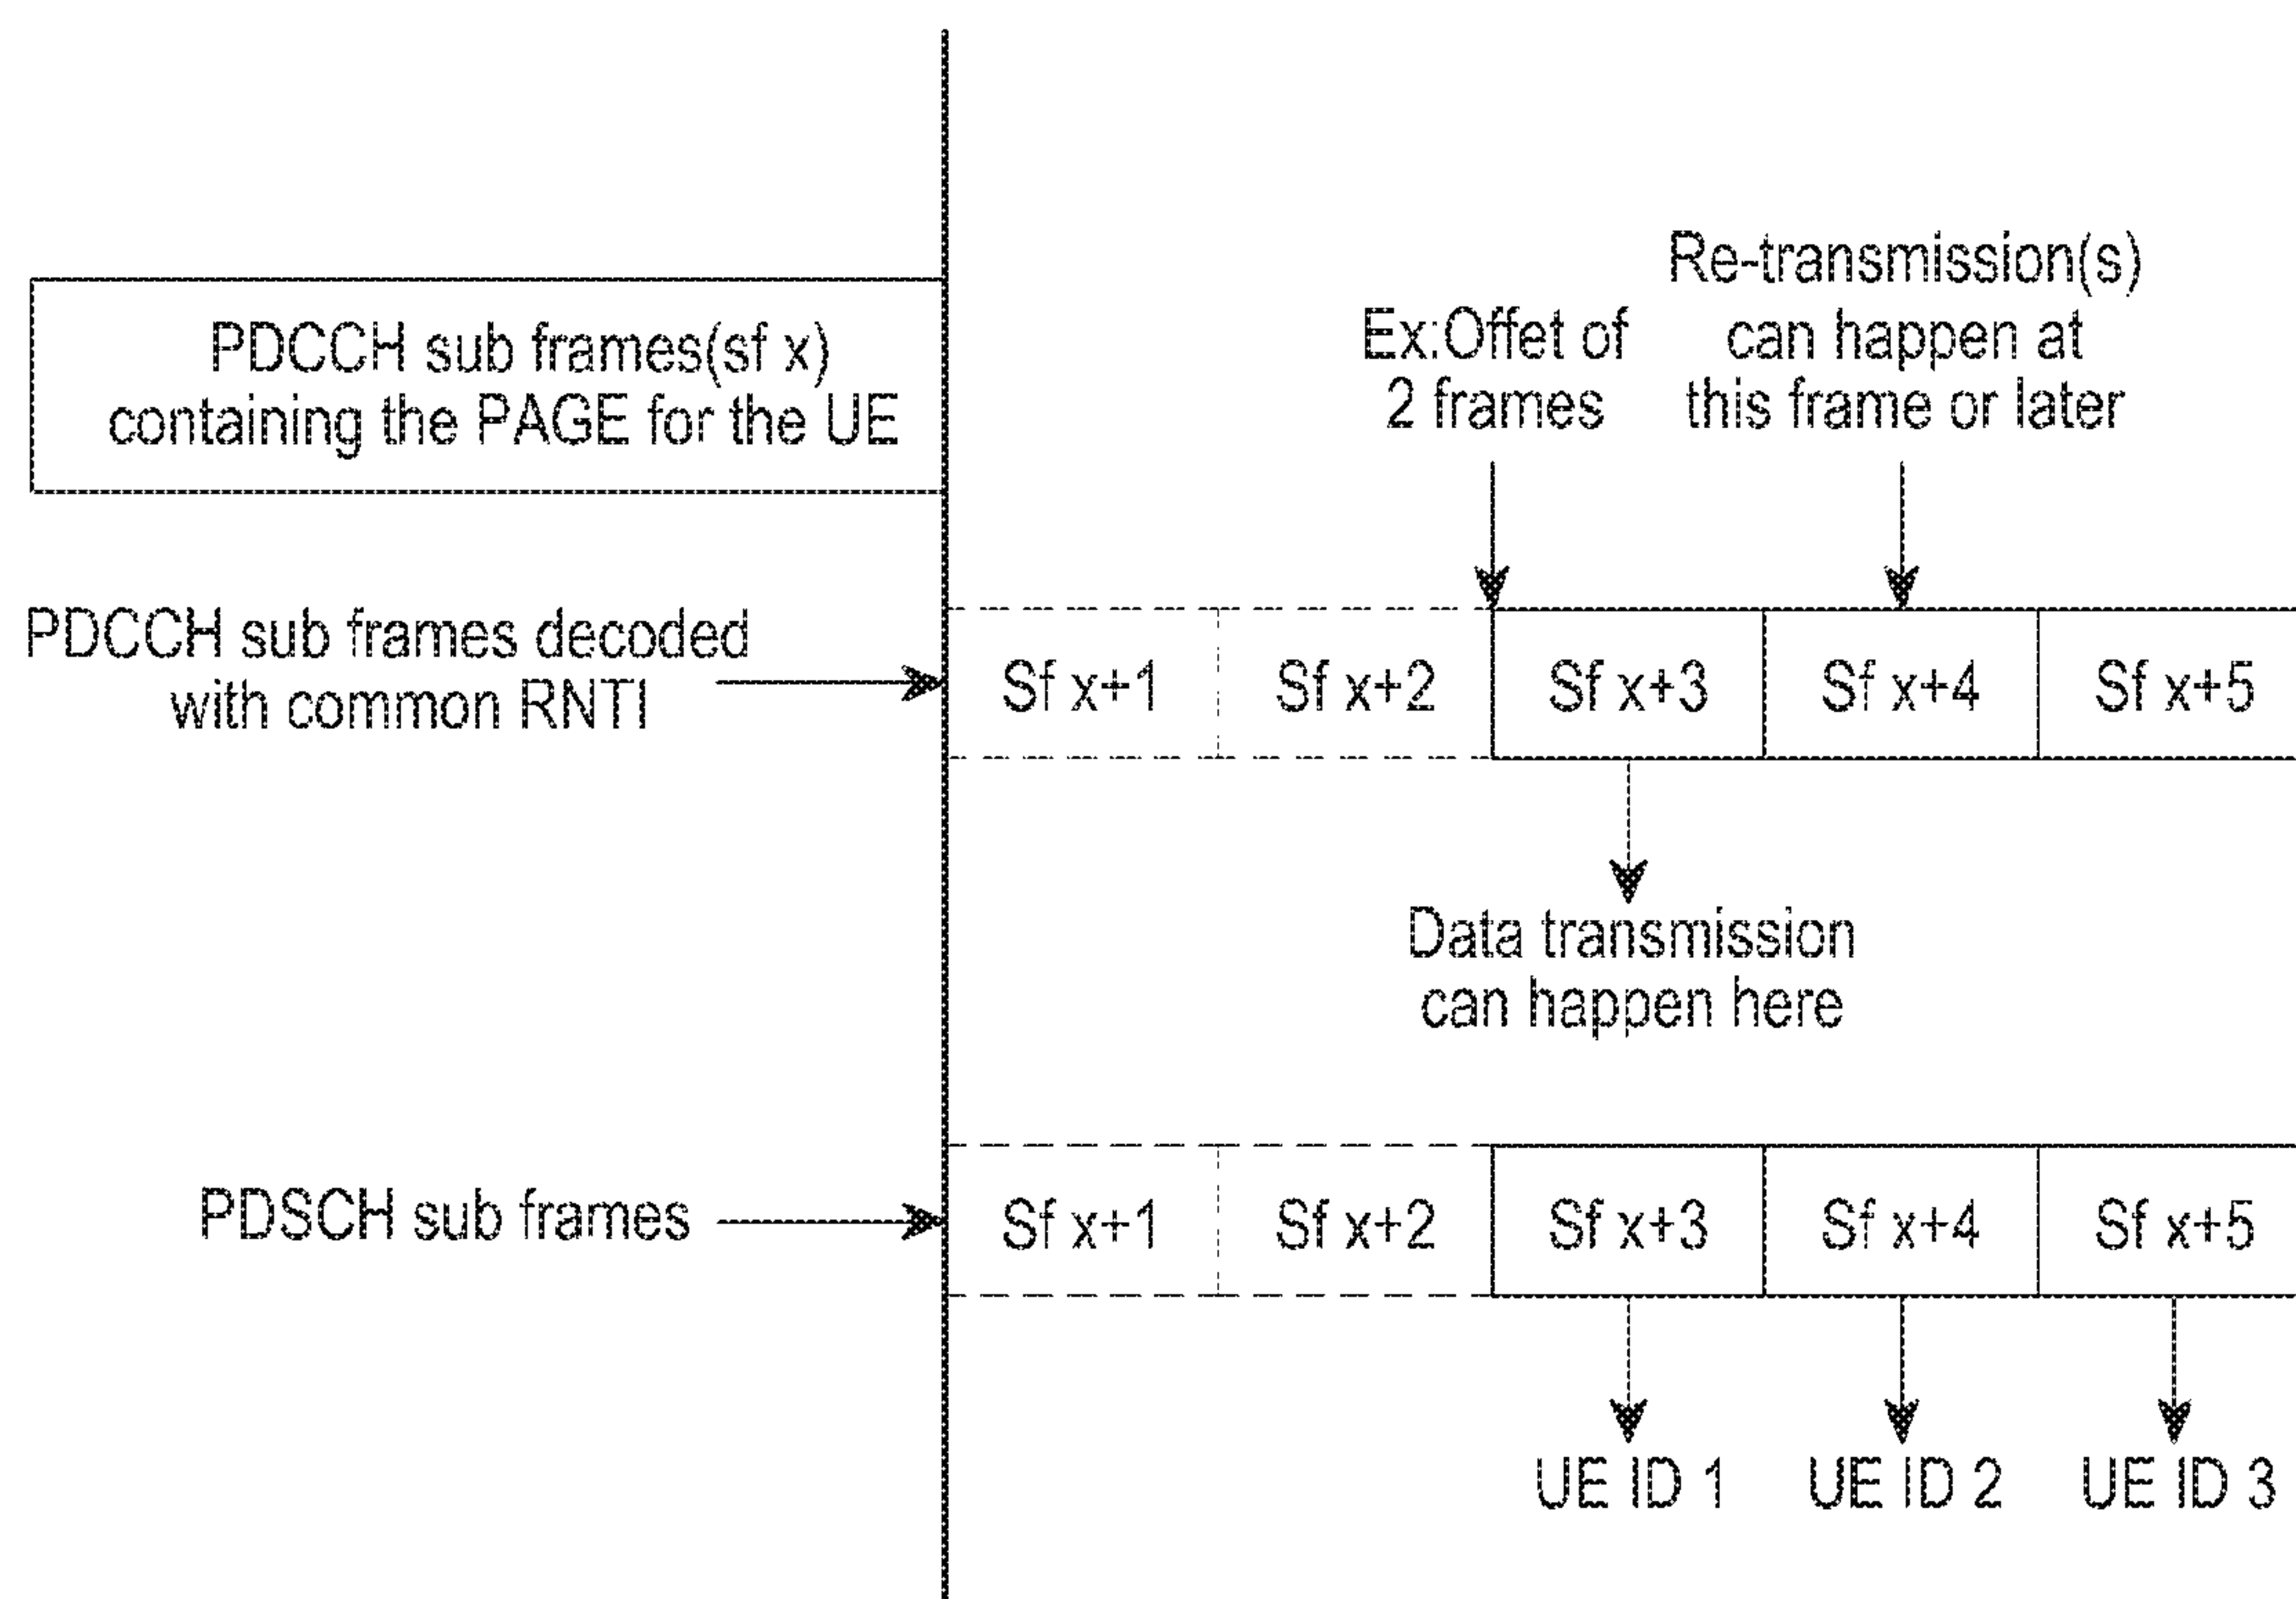 PDCCH sub frames(sf x)
containing the PAGE for the UE
Ex:Offet of
2 frames
Re-transmission(s)
can happen at
this frame or later
PDCCH sub frames decoded
with common RNTI
Sf x+1 Sf x+2 Sf x+3 Sf x+4 Sf x+5
Data transmission
can happen here
PDSCH sub frames
Sf x+1 Sf x+2 Sf x+3 Sf x+4 Sf x+5
UE ID 1 UE ID 2 UE ID 3